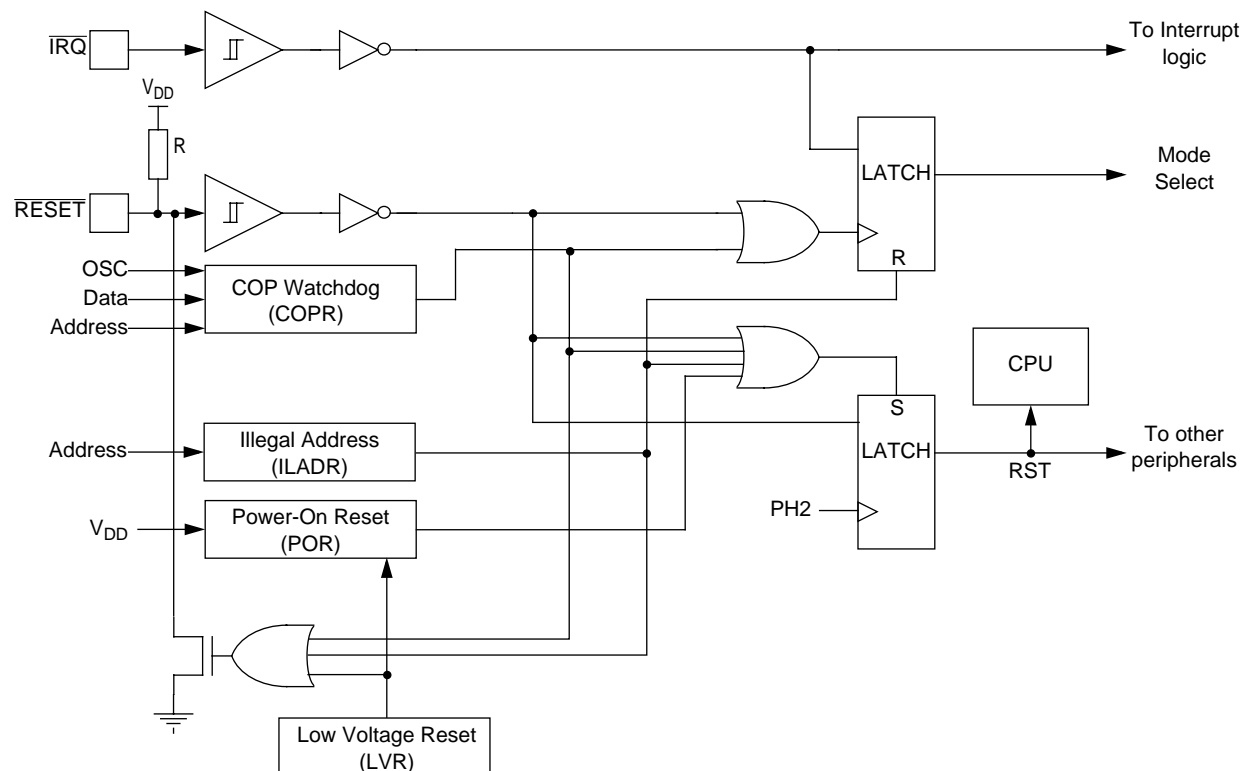 IRQ
To Interrupt
logic
VDD
R
LATCH
Mode
Select
RESET
R
OSC
Data
Address
COP Watchdog
(COPR)
CPU
S
Address
Illegal Address
(ILADR)
LATCH
RST
To other
peripherals
PH2
VDD
Power-On Reset
(POR)
Low Voltage Reset
(LVR)